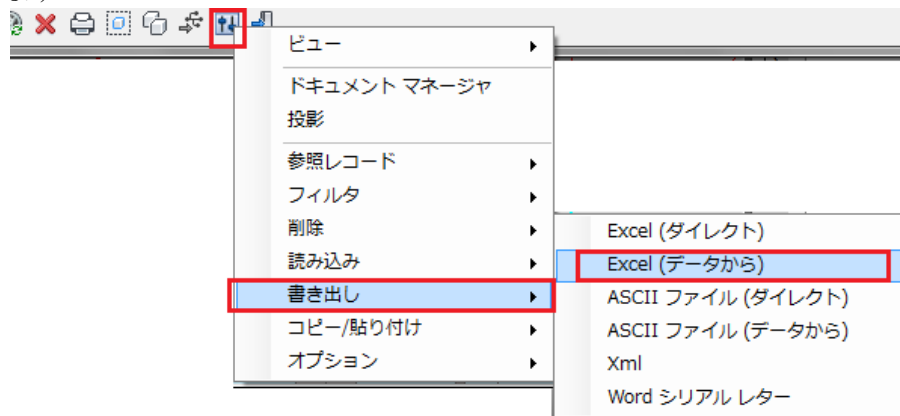 ビュー
ドキュメント マネージャ
投影
参照レコード
フィルタ
削除
読み込み
書き出し
コピー/貼り付け
オプション
Excel (ダイレクト)
Excel (データから)
ASCII ファイル (ダイレクト)
ASCII ファイル (データから)
Xml
Word シリアル レター